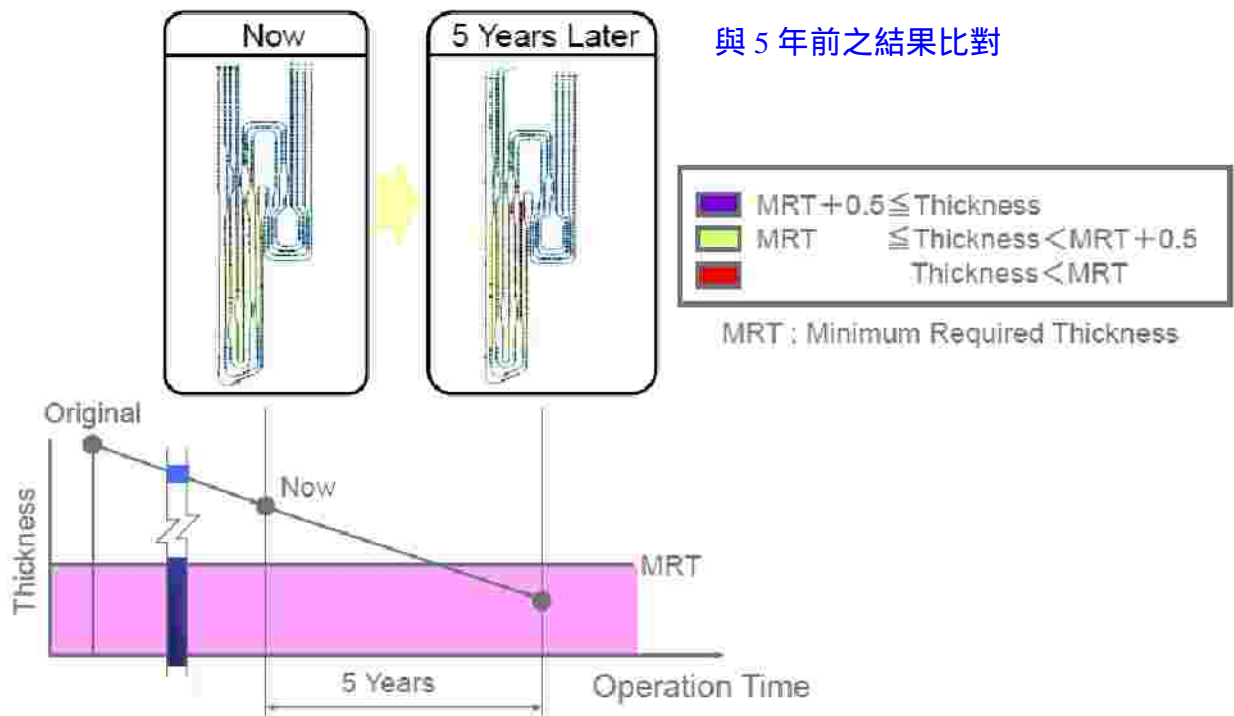 Now
5 Years Later
與 5 年前之結果比對
MRT+0.5≦Thickness
MRT ≦Thickness<MRT+0.5
Thickness<MRT
MRT : Minimum Required Thickness
Original
Now
Thickness
MRT
5 Years
Operation Time